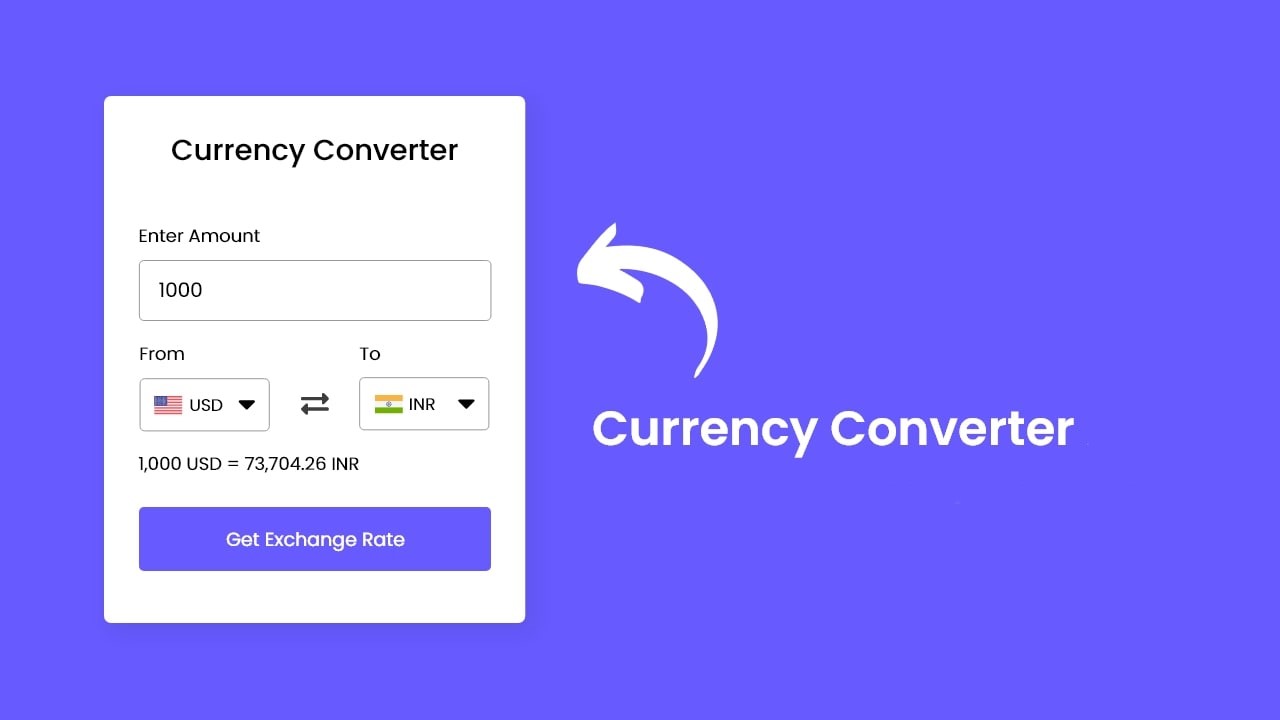 Currency Converter
Enter Amount
1000
From To
USD INR
1,000 USD = 73,704.26 INR
Get Exchange Rate
Currency Converter